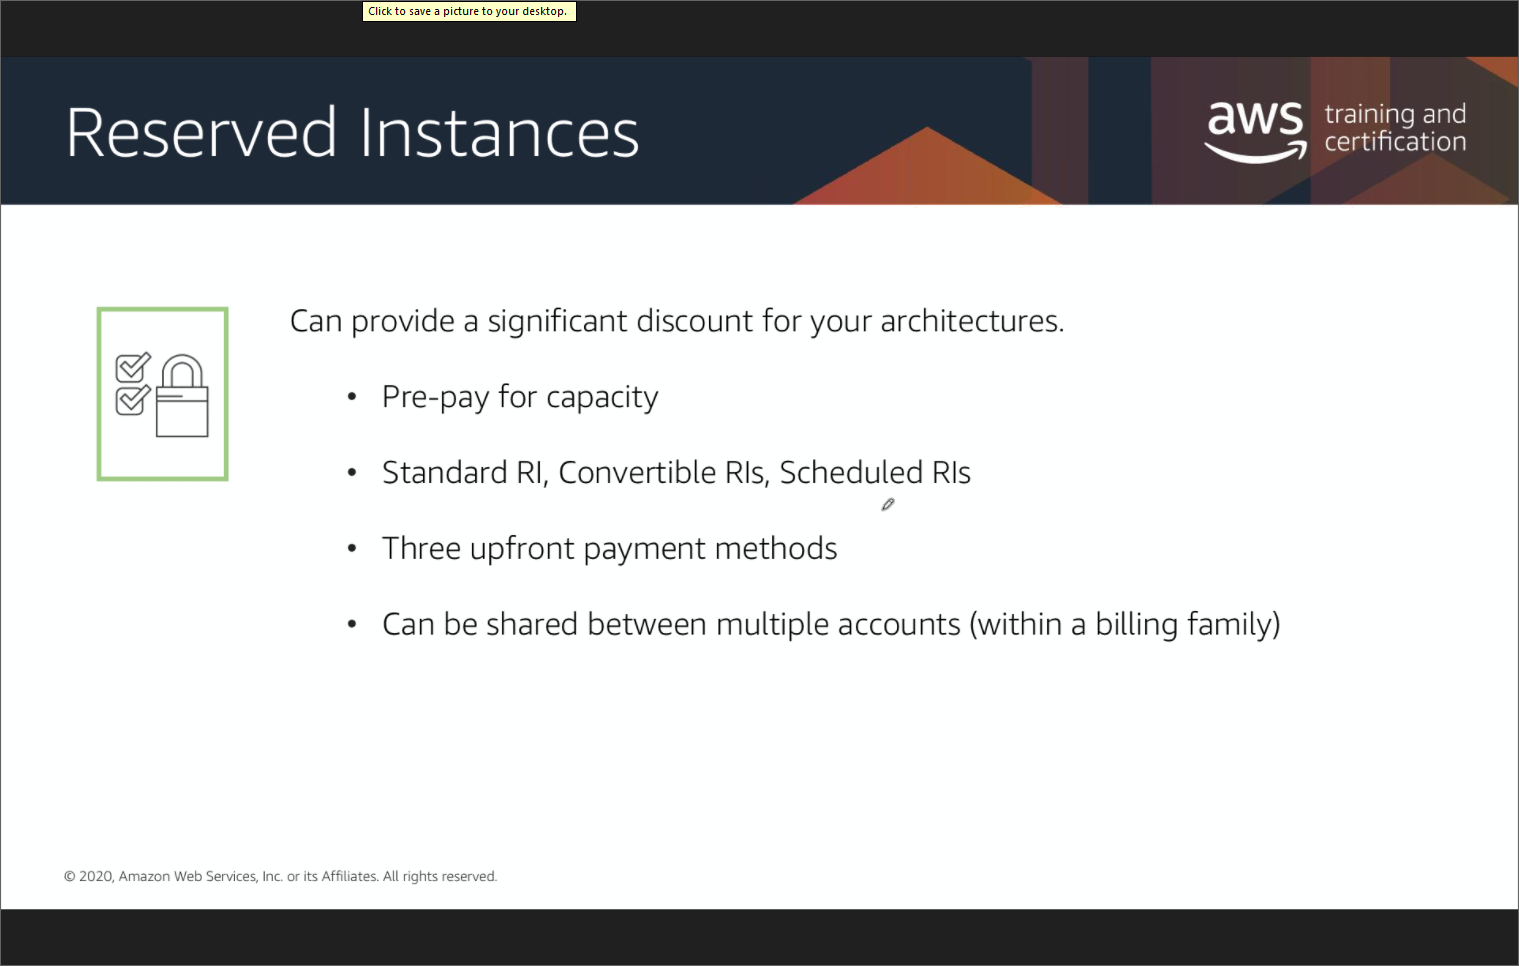 Click to save a picture to your desktop.
Reserved Instances
aws
training and
certification
Can provide a significant discount for your architectures.
• Pre-pay for capacity
• Standard RI, Convertible RIs, Scheduled RIs
• Three upfront payment methods
• Can be shared between multiple accounts (within a billing family)
© 2020, Amazon Web Services, Inc. or its Affiliates. All rights reserved.